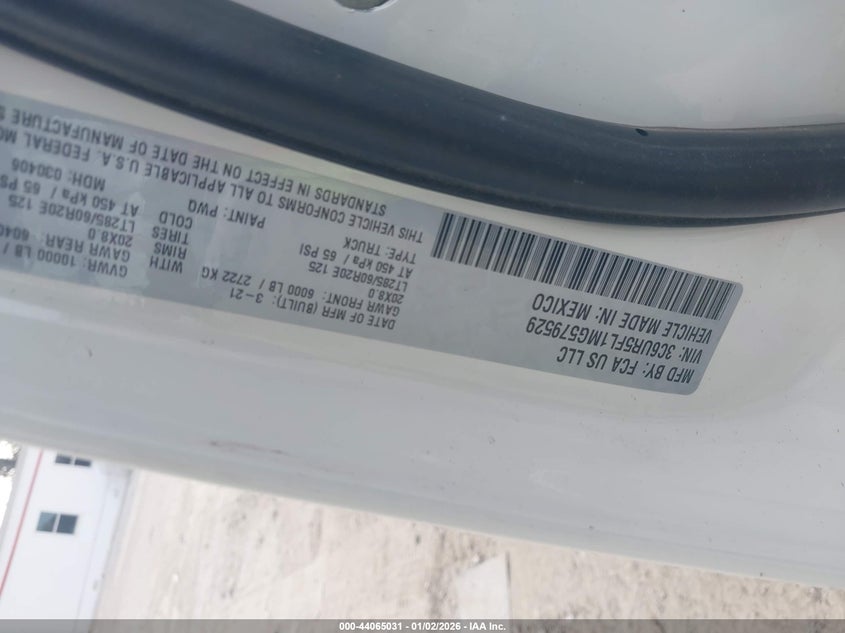 MFD BY: FCA US LLC
VIN: 3C6UR5FL1MG579529
VEHICLE MADE IN: MEXICO
DATE OF MFR (BUILT): 3-21
GAWR FRONT: 6000 LB / 2722 KG
20X8.0
LT285/60R20E 125
AT 450 kPa / 65 PSI
TYPE: TRUCK
THIS VEHICLE CONFORMS TO ALL APPLICABLE U.S.A. FEDERAL
STANDARDS IN EFFECT ON THE DATE OF MANUFACTURE
GVWR: 10000 LB /
GAWR REAR:
WITH
RIMS 20X8.0
TIRES LT285/60R20E 125
COLD AT 450 kPa / 65
PAINT: PW0
MDH: 030406
000-44065031 - 01/02/2026 - IAA Inc.